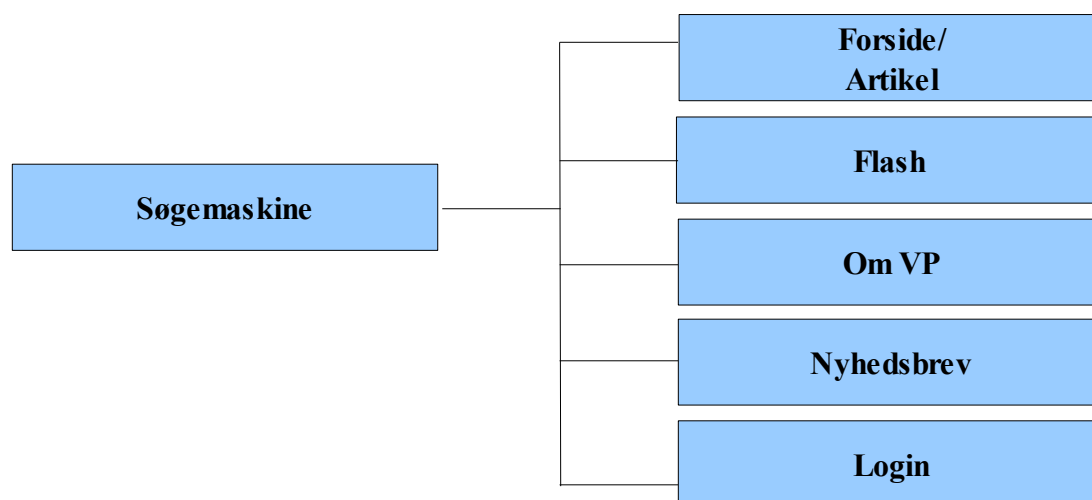 Forside/
Artikel
Flash
Søgemaskine
Om VP
Nyhedsbrev
Login